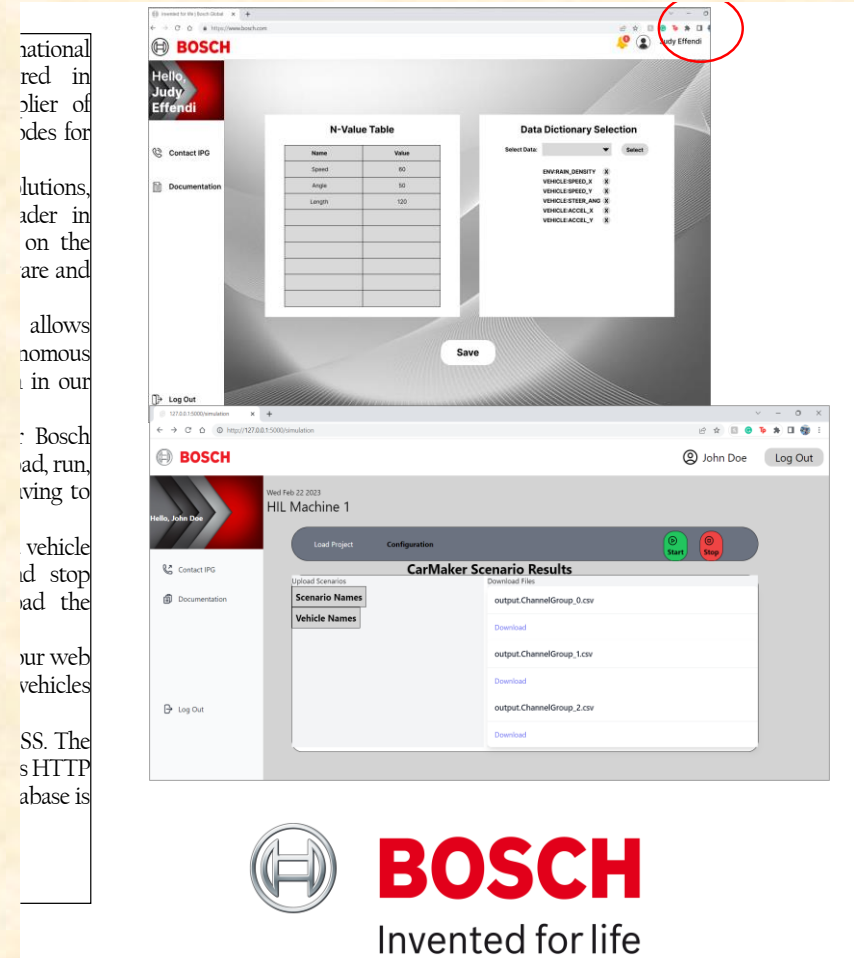 national
red in
plier of
odes for
lutions,
ader in
on the
are and
allows
nomous
in our
Bosch
oad, run,
aving to
vehicle
nd stop
oad the
our web
vehicles
SS. The
s HTTP
abase is
Invented for life | Bosch Global
https://www.bosch.com
BOSCH
Judy Effendi
Hello,
Judy
Effendi
Contact IPG
Documentation
Log Out
N-Value Table
Name Value
Speed 60
Angle 50
Length 120
Data Dictionary Selection
Select Data: Select
ENV:RAIN_DENSITY X
VEHICLE:SPEED_X X
VEHICLE:SPEED_Y X
VEHICLE:STEER_ANG X
VEHICLE:ACCEL_X X
VEHICLE:ACCEL_Y X
Save
127.0.0.1:5000/simulation
http://127.0.0.1:5000/simulation
BOSCH
John Doe Log Out
Hello, John Doe
Contact IPG
Documentation
Log Out
Wed Feb 22 2023
HIL Machine 1
Load Project Configuration Start Stop
CarMaker Scenario Results
Upload Scenarios
Scenario Names
Vehicle Names
Download Files
output.ChannelGroup_0.csv
Download
output.ChannelGroup_1.csv
Download
output.ChannelGroup_2.csv
Download
BOSCH
Invented for life